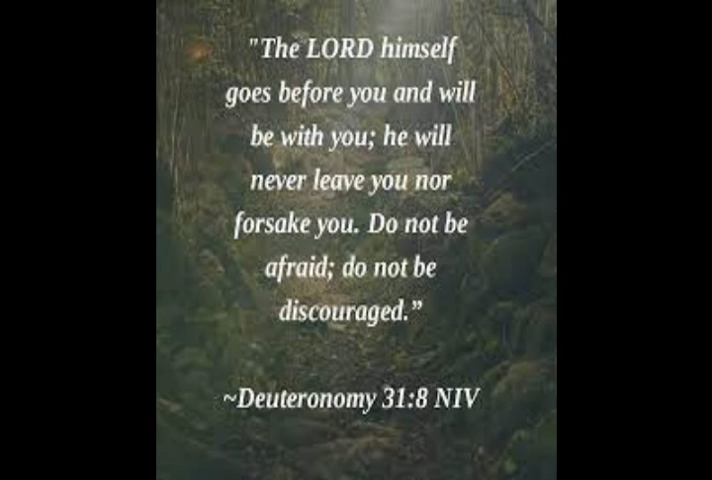 "The LORD himself
goes before you and will
be with you; he will
never leave you nor
forsake you. Do not be
afraid; do not be
discouraged.”
~Deuteronomy 31:8 NIV